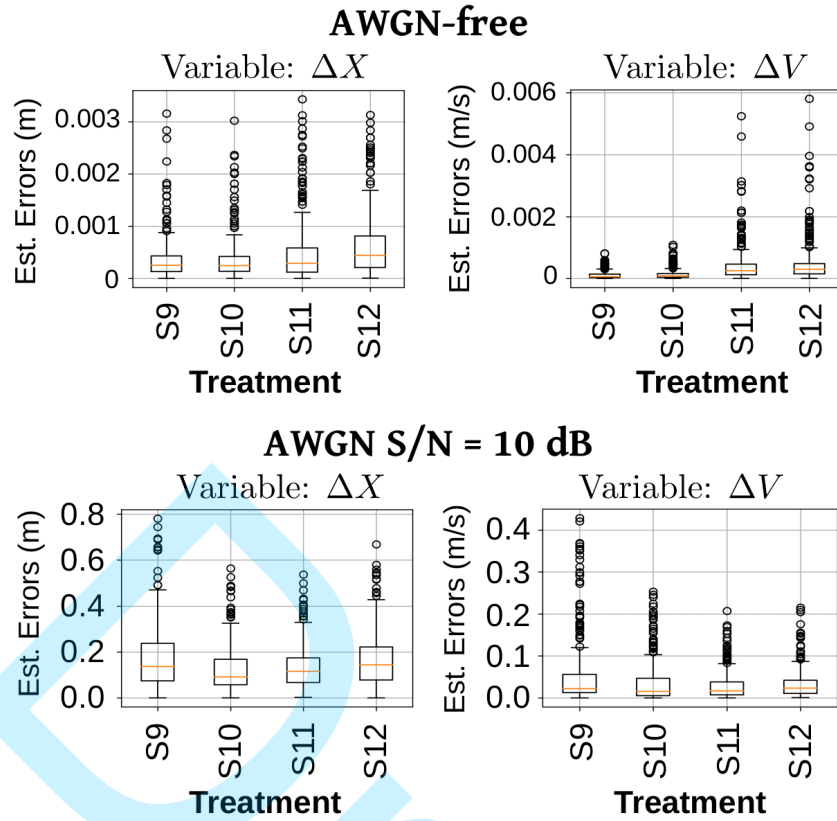 AWGN-free
Variable: ΔX
Est. Errors (m)
0.003
0.002
0.001
0
S9
S10
S11
S12
Treatment
Variable: ΔV
Est. Errors (m/s)
0.006
0.004
0.002
0
S9
S10
S11
S12
Treatment
AWGN S/N = 10 dB
Variable: ΔX
Est. Errors (m)
0.8
0.6
0.4
0.2
0.0
S9
S10
S11
S12
Treatment
Variable: ΔV
Est. Errors (m/s)
0.4
0.3
0.2
0.1
0.0
S9
S10
S11
S12
Treatment